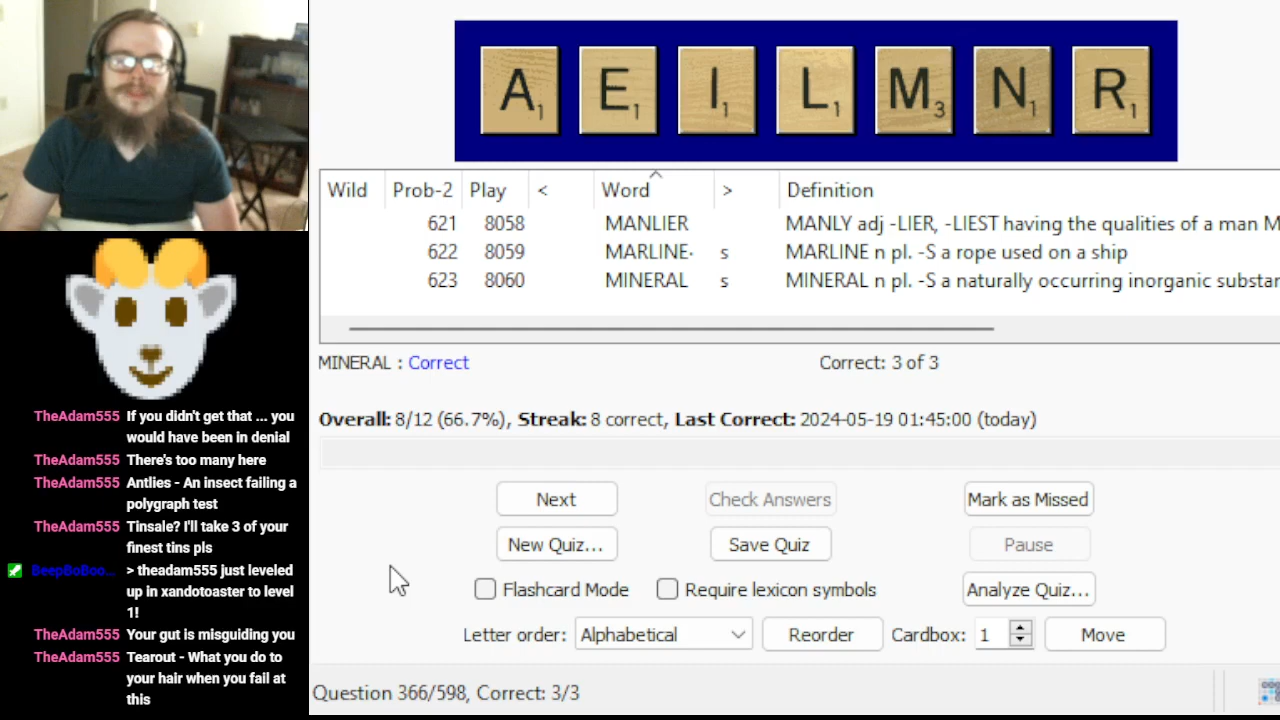 A1 E1 I1 L1 M3 N1 R1
Wild Prob-2 Play < Word > Definition
621 8058 MANLIER MANLY adj -LIER, -LIEST having the qualities of a man M
622 8059 MARLINE· s MARLINE n pl. -S a rope used on a ship
623 8060 MINERAL s MINERAL n pl. -S a naturally occurring inorganic substan
MINERAL : Correct Correct: 3 of 3
Overall: 8/12 (66.7%), Streak: 8 correct, Last Correct: 2024-05-19 01:45:00 (today)
Next Check Answers Mark as Missed
New Quiz... Save Quiz Pause
Flashcard Mode Require lexicon symbols Analyze Quiz...
Letter order: Alphabetical Reorder Cardbox: 1 Move
Question 366/598, Correct: 3/3
TheAdam555 If you didn't get that ... you
would have been in denial
TheAdam555 There's too many here
TheAdam555 Antlies - An insect failing a
polygraph test
TheAdam555 Tinsale? I'll take 3 of your
finest tins pls
BeepBoBoo... > theadam555 just leveled
up in xandotoaster to level
1!
TheAdam555 Your gut is misguiding you
TheAdam555 Tearout - What you do to
your hair when you fail at
this